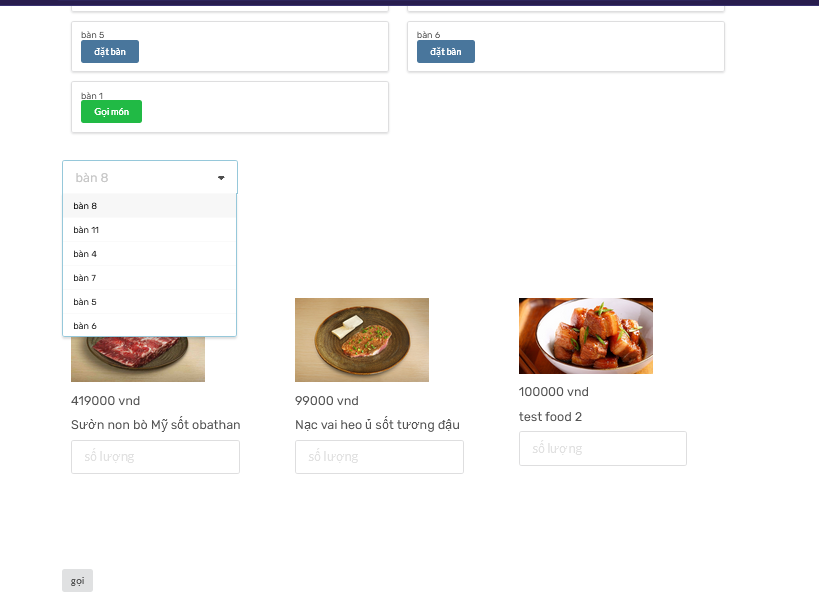 bàn 5
đặt bàn
bàn 6
đặt bàn
bàn 1
Gọi món
bàn 8
bàn 8
bàn 11
bàn 4
bàn 7
bàn 5
bàn 6
419000 vnd
Sườn non bò Mỹ sốt obathan
số lượng
99000 vnd
Nạc vai heo ủ sốt tương đậu
số lượng
100000 vnd
test food 2
số lượng
gọi